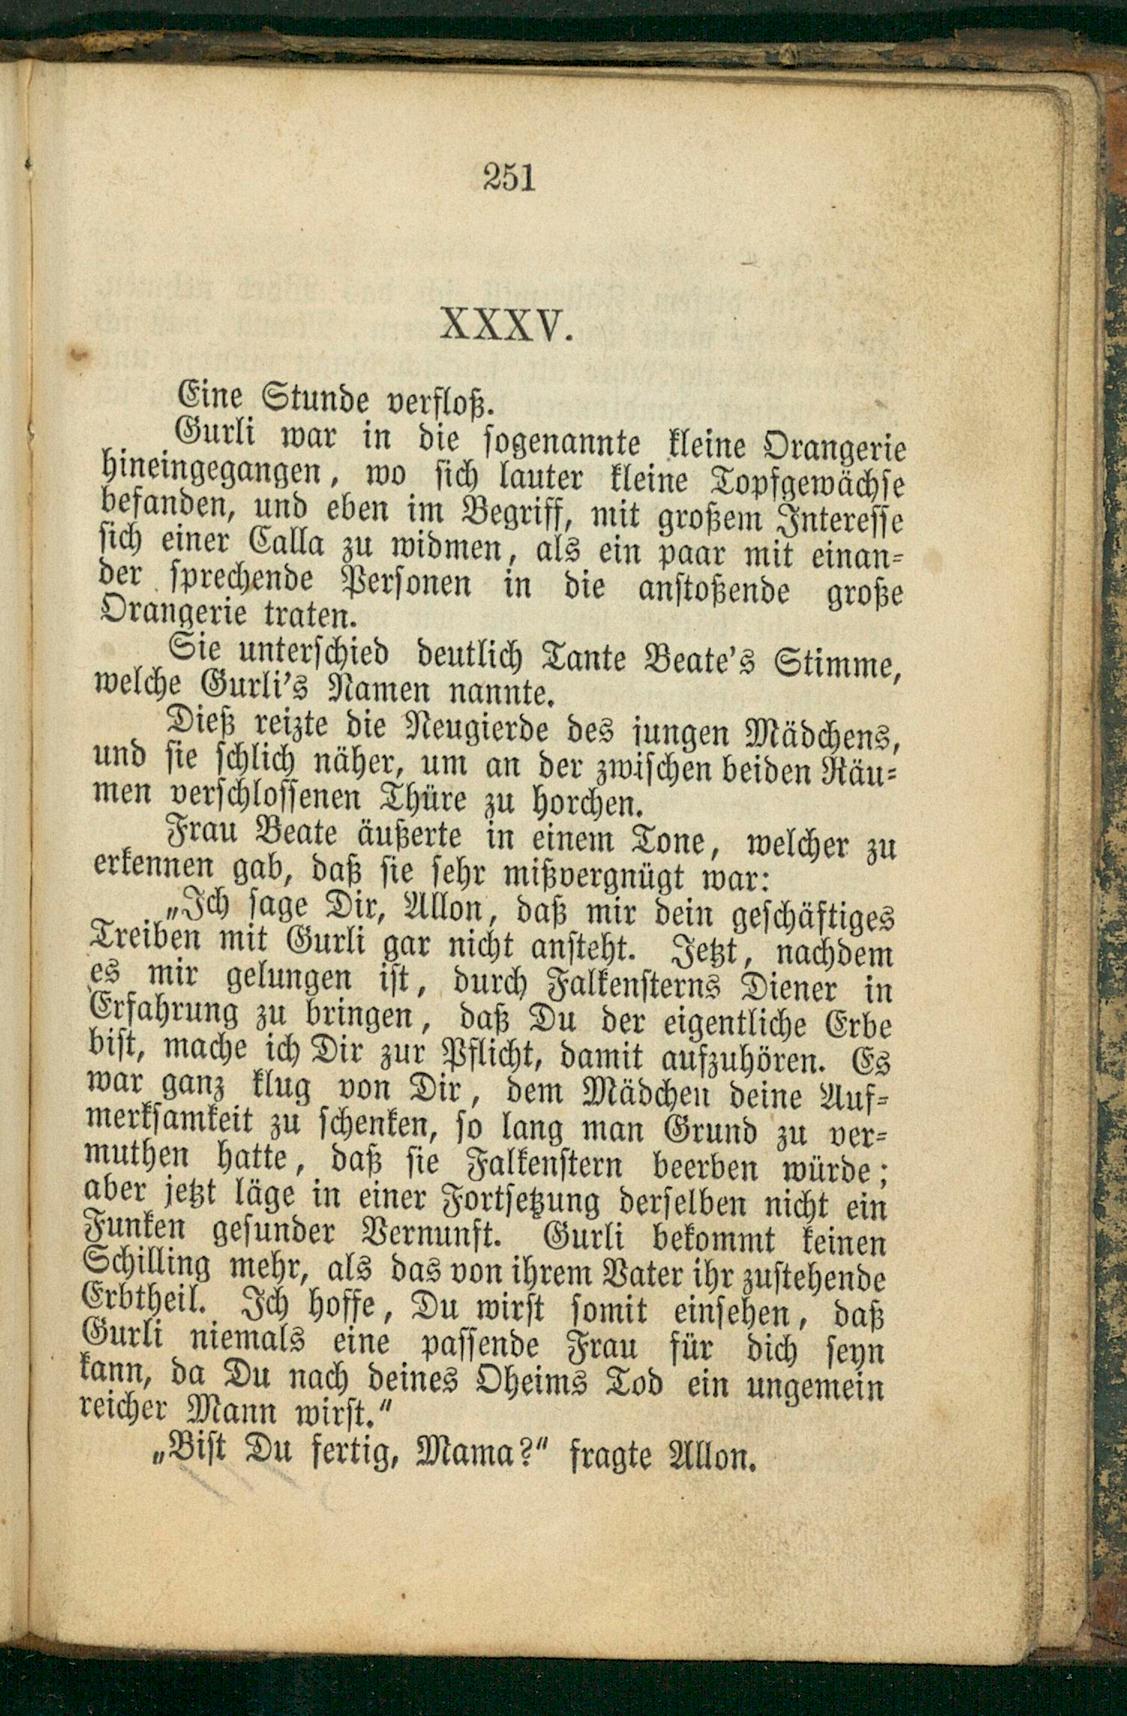 251
XXXV.
Eine Stunde verfloß.
Gurli war in die sogenannte kleine Orangerie
hineingegangen, wo sich lauter kleine Topfgewächse
befanden, und eben im Begriff, mit großem Interesse
sich einer Calla zu widmen, als ein paar mit einan-
der sprechende Personen in die anstoßende große
Orangerie traten.
Sie unterschied deutlich Tante Beate's Stimme,
welche Gurli's Namen nannte.
Dieß reizte die Neugierde des jungen Mädchens,
und sie schlich näher, um an der zwischen beiden Räu-
men verschlossenen Thüre zu horchen.
Frau Beate äußerte in einem Tone, welcher zu
erkennen gab, daß sie sehr mißvergnügt war:
„Ich sage Dir, Allon, daß mir dein geschäftiges
Treiben mit Gurli gar nicht ansteht. Jetzt, nachdem
es mir gelungen ist, durch Falkensterns Diener in
Erfahrung zu bringen, daß Du der eigentliche Erbe
bist, mache ich Dir zur Pflicht, damit aufzuhören. Es
war ganz klug von Dir, dem Mädchen deine Auf-
merksamkeit zu schenken, so lang man Grund zu ver-
muthen hatte, daß sie Falkenstern beerben würde;
aber jetzt läge in einer Fortsetzung derselben nicht ein
Funken gesunder Vernunft. Gurli bekommt keinen
Schilling mehr, als das von ihrem Vater ihr zustehende
Erbtheil. Ich hoffe, Du wirst somit einsehen, daß
Gurli niemals eine passende Frau für dich seyn
kann, da Du nach deines Oheims Tod ein ungemein
reicher Mann wirst.“
„Bist Du fertig, Mama?“ fragte Allon.